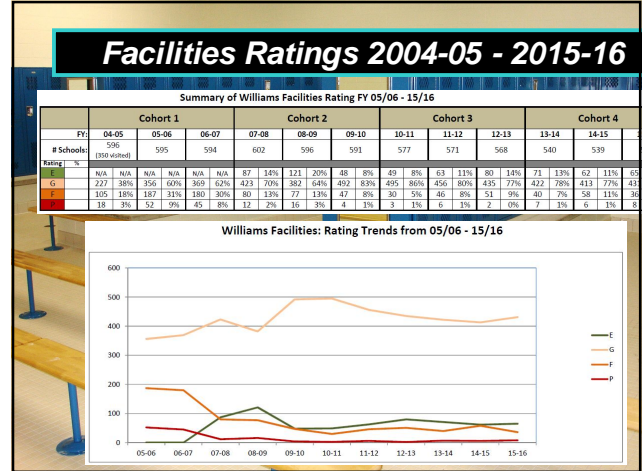 Facilities Ratings 2004-05 - 2015-16
Summary of Williams Facilities Rating FY 05/06 - 15/16
Cohort 1 Cohort 2 Cohort 3 Cohort 4
FY: 04-05 05-06 06-07 07-08 08-09 09-10 10-11 11-12 12-13 13-14 14-15
# Schools: 596 (350 visited) 595 594 602 596 591 577 571 568 540 539
Rating %
E N/A N/A N/A N/A N/A N/A 87 14% 121 20% 48 8% 49 8% 63 11% 80 14% 71 13% 62 11% 65
G 227 38% 356 60% 369 62% 423 70% 382 64% 492 83% 495 86% 456 80% 435 77% 422 78% 413 77% 431
F 105 18% 187 31% 180 30% 80 13% 77 13% 47 8% 30 5% 46 8% 51 9% 40 7% 58 11% 36
P 18 3% 52 9% 45 8% 12 2% 16 3% 4 1% 3 1% 6 1% 2 0% 7 1% 6 1% 8
Williams Facilities: Rating Trends from 05/06 - 15/16
600
500
400
300
200
100
0
05-06 06-07 07-08 08-09 09-10 10-11 11-12 12-13 13-14 14-15 15-16
E
G
F
P